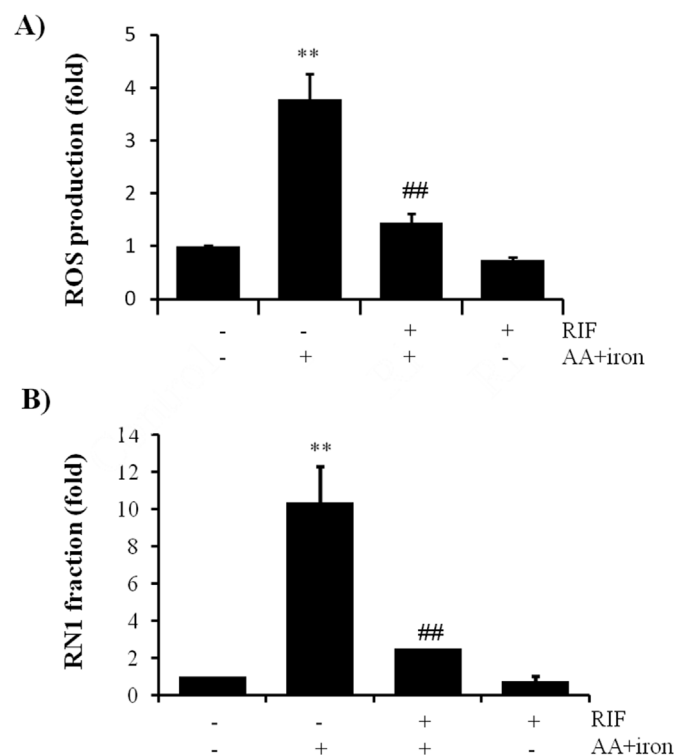 A)
ROS production (fold)
5
4
3
2
1
0
**
##
- - + + RIF
- + + - AA+iron
B)
RN1 fraction (fold)
14
12
10
8
6
4
2
0
**
##
- - + + RIF
- + + - AA+iron